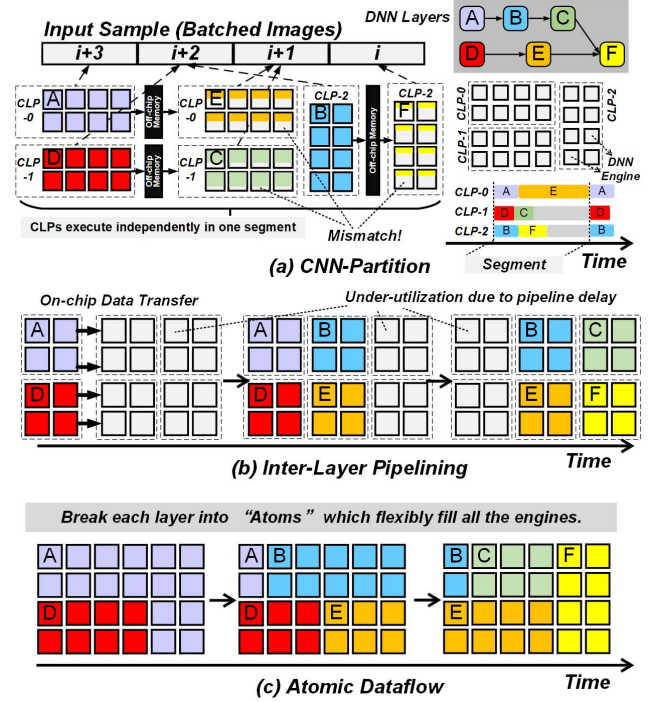 Input Sample (Batched Images)
i+3 i+2 i+1 i
CLP -0
A
Off-chip Memory
CLP -0
E
CLP-2
B
Off-chip Memory
CLP-2
F
CLP -1
D
Off-chip Memory
CLP -1
C
CLPs execute independently in one segment
Mismatch!
DNN Layers
A B C
D E F
CLP-0
CLP-1
CLP-2
DNN Engine
CLP-0 A E A
CLP-1 D C D
CLP-2 B F B
Segment
Time
(a) CNN-Partition
On-chip Data Transfer
Under-utilization due to pipeline delay
A A B B C
D D E E F
(b) Inter-Layer Pipelining
Time
Break each layer into “Atoms” which flexibly fill all the engines.
A A B B C F
D D E E
(c) Atomic Dataflow
Time